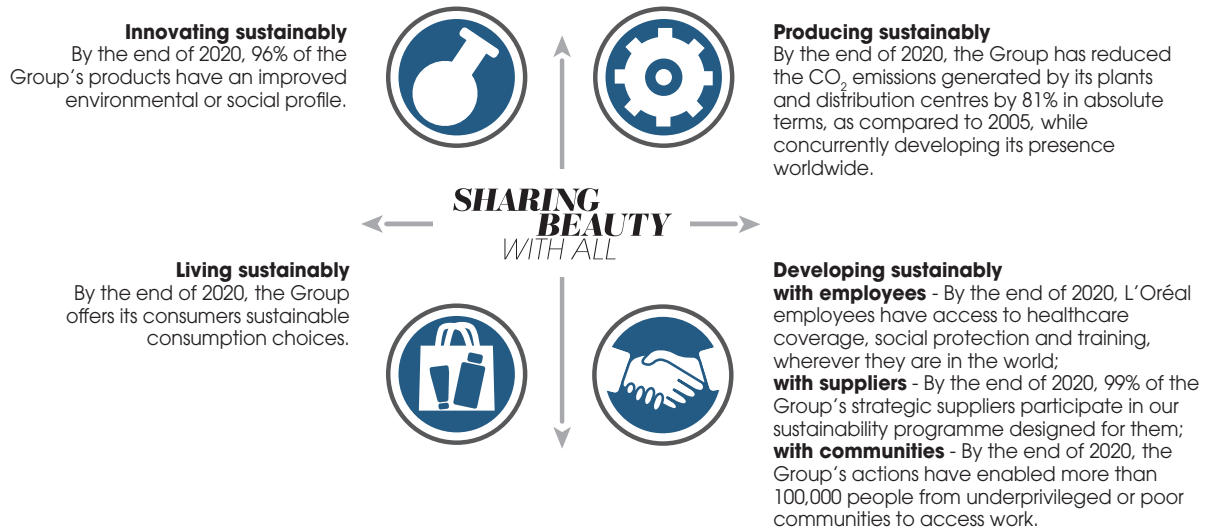 Innovating sustainably
By the end of 2020, 96% of the
Group’s products have an improved
environmental or social profile.
Producing sustainably
By the end of 2020, the Group has reduced
the CO₂ emissions generated by its plants
and distribution centres by 81% in absolute
terms, as compared to 2005, while
concurrently developing its presence
worldwide.
SHARING
BEAUTY
WITH ALL
Living sustainably
By the end of 2020, the Group
offers its consumers sustainable
consumption choices.
Developing sustainably
with employees - By the end of 2020, L’Oréal
employees have access to healthcare
coverage, social protection and training,
wherever they are in the world;
with suppliers - By the end of 2020, 99% of the
Group’s strategic suppliers participate in our
sustainability programme designed for them;
with communities - By the end of 2020, the
Group’s actions have enabled more than
100,000 people from underprivileged or poor
communities to access work.